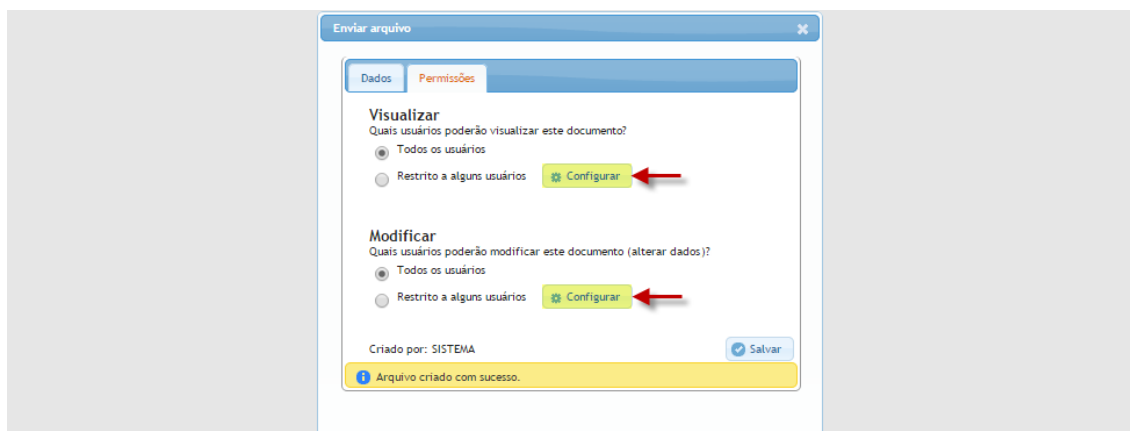 Enviar arquivo
Dados
Permissões
Visualizar
Quais usuários poderão visualizar este documento?
Todos os usuários
Restrito a alguns usuários
Configurar
Modificar
Quais usuários poderão modificar este documento (alterar dados)?
Todos os usuários
Restrito a alguns usuários
Configurar
Criado por: SISTEMA
Salvar
Arquivo criado com sucesso.